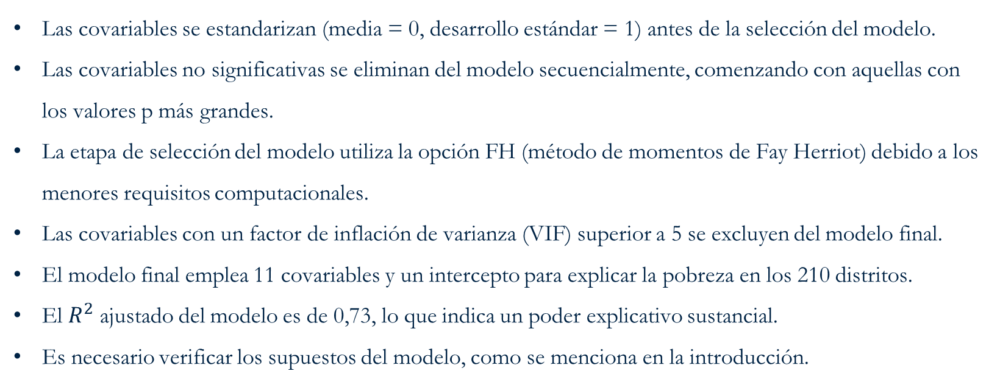 • Las covariables se estandarizan (media = 0, desarrollo estándar = 1) antes de la selección del modelo.
• Las covariables no significativas se eliminan del modelo secuencialmente, comenzando con aquellas con
los valores p más grandes.
• La etapa de selección del modelo utiliza la opción FH (método de momentos de Fay Herriot) debido a los
menores requisitos computacionales.
• Las covariables con un factor de inflación de varianza (VIF) superior a 5 se excluyen del modelo final.
• El modelo final emplea 11 covariables y un intercepto para explicar la pobreza en los 210 distritos.
• El R² ajustado del modelo es de 0,73, lo que indica un poder explicativo sustancial.
• Es necesario verificar los supuestos del modelo, como se menciona en la introducción.